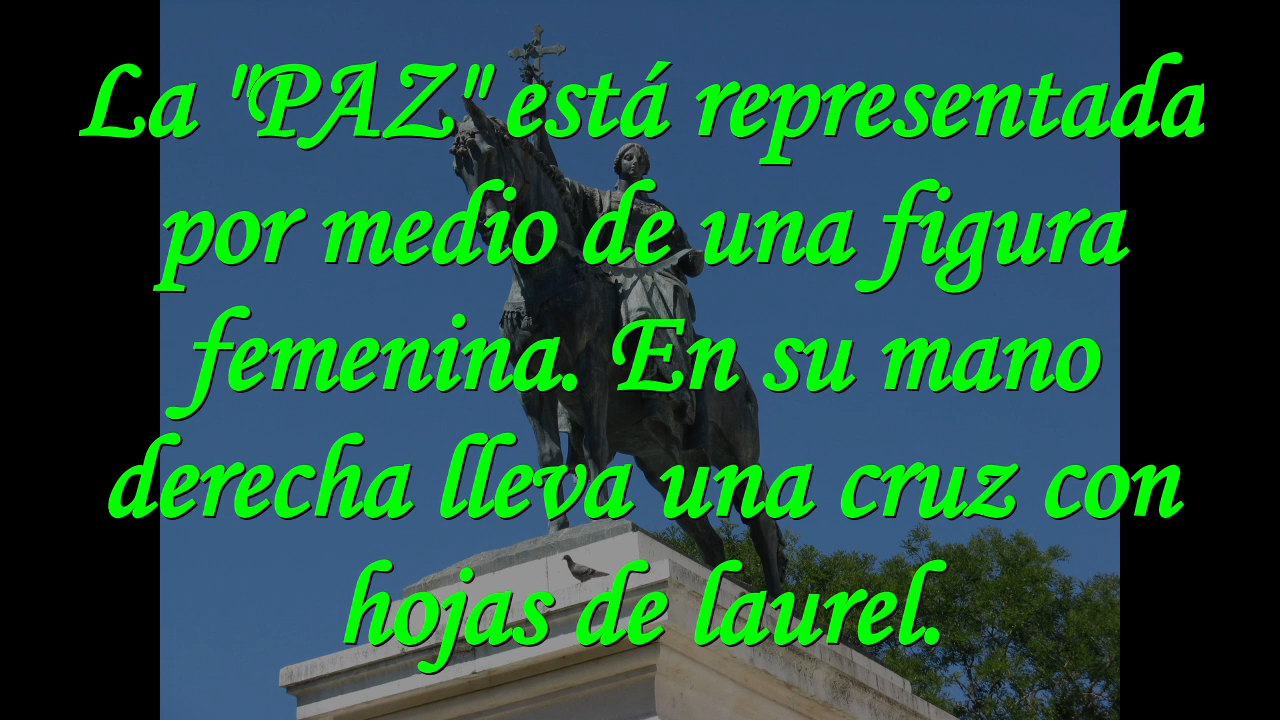 La "PAZ" está representada
por medio de una figura
femenina. En su mano
derecha lleva una cruz con
hojas de laurel.